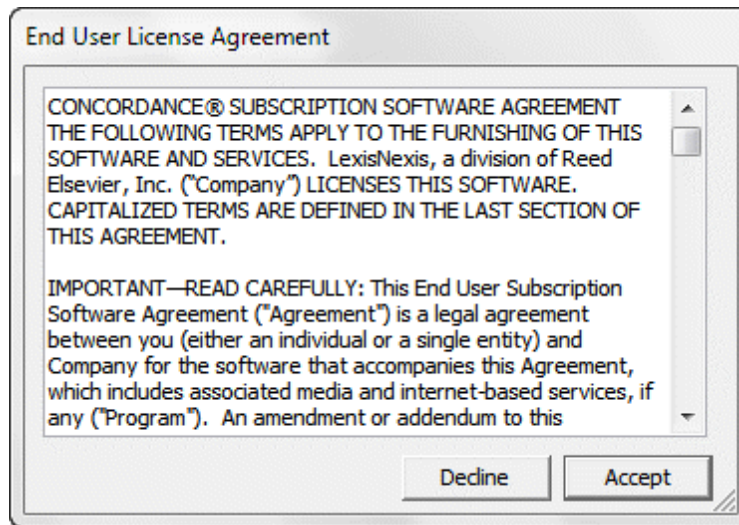 End User License Agreement
CONCORDANCE® SUBSCRIPTION SOFTWARE AGREEMENT
THE FOLLOWING TERMS APPLY TO THE FURNISHING OF THIS
SOFTWARE AND SERVICES.  LexisNexis, a division of Reed
Elsevier, Inc. ("Company") LICENSES THIS SOFTWARE.
CAPITALIZED TERMS ARE DEFINED IN THE LAST SECTION OF
THIS AGREEMENT.
IMPORTANT—READ CAREFULLY: This End User Subscription
Software Agreement ("Agreement") is a legal agreement
between you (either an individual or a single entity) and
Company for the software that accompanies this Agreement,
which includes associated media and internet-based services, if
any ("Program").  An amendment or addendum to this
Decline Accept